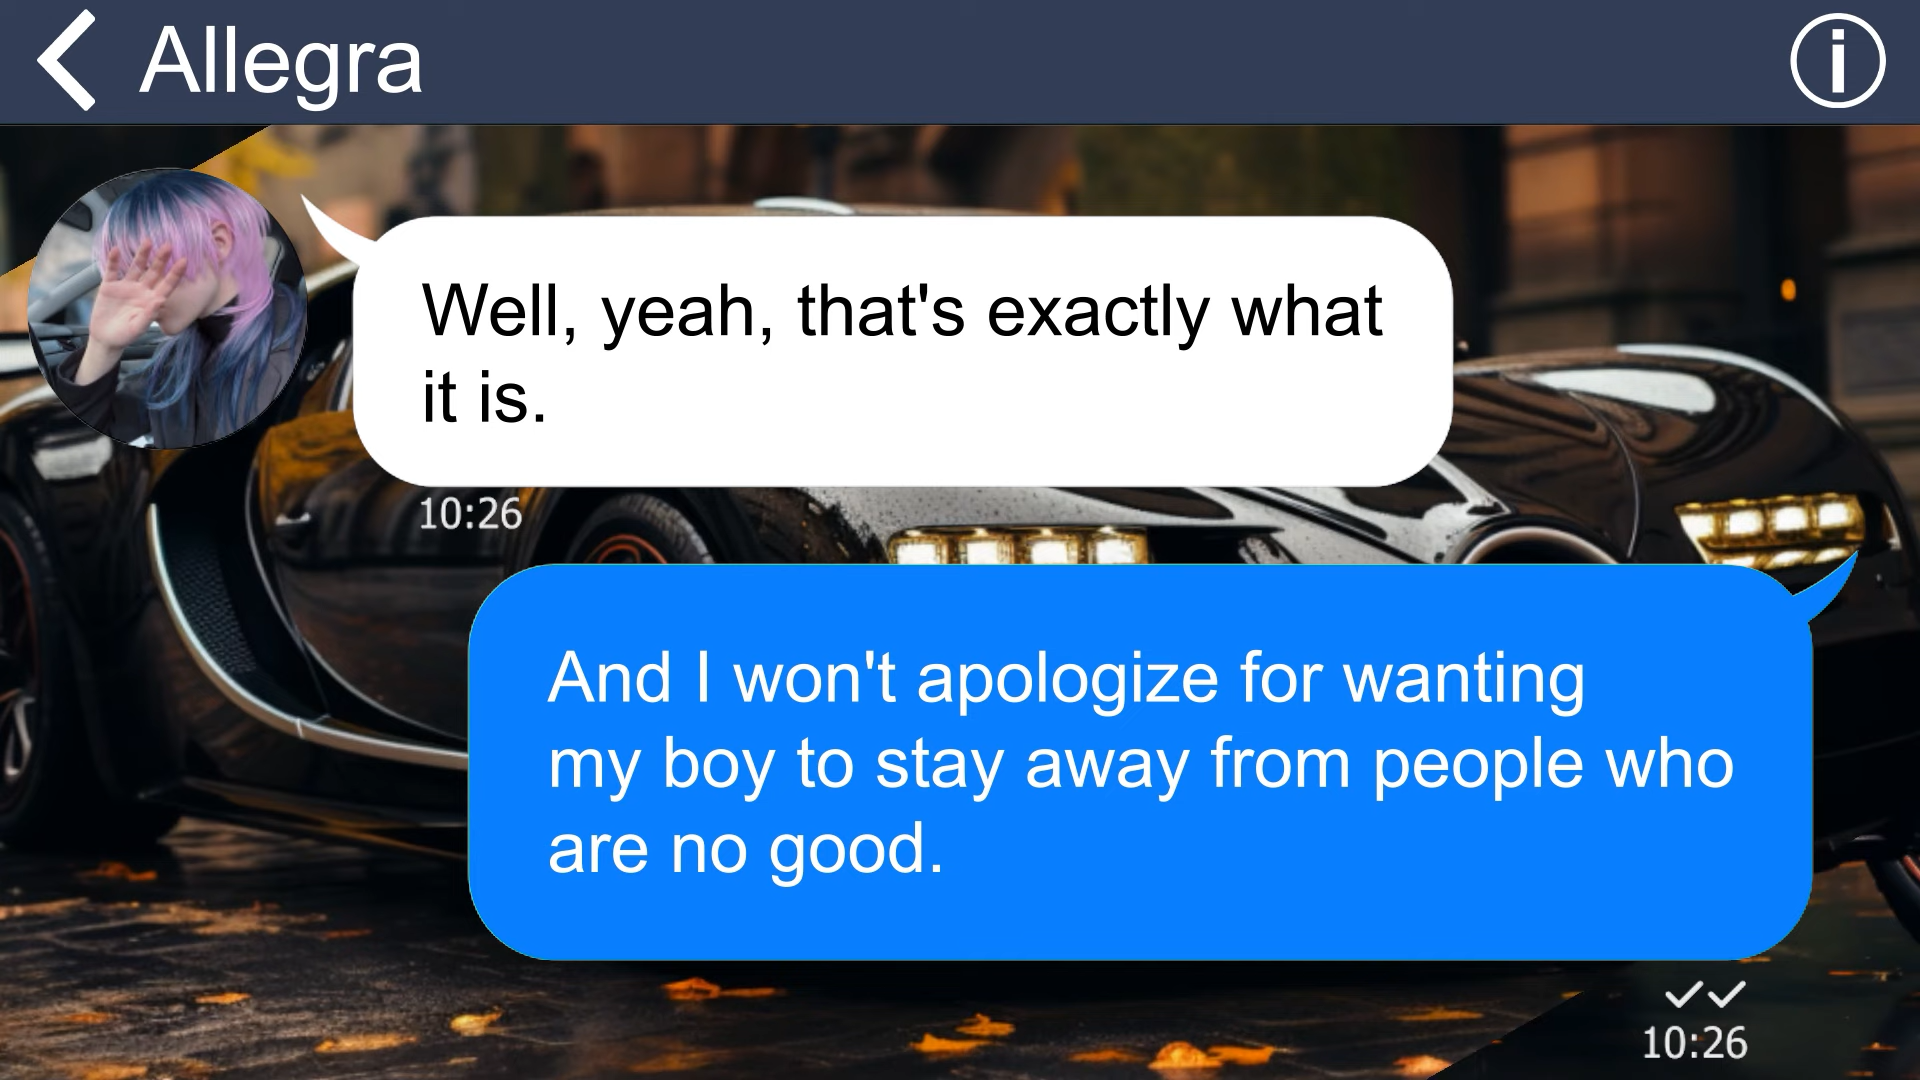 Allegra
Well, yeah, that's exactly what
it is.
10:26
And I won't apologize for wanting
my boy to stay away from people who
are no good.
10:26